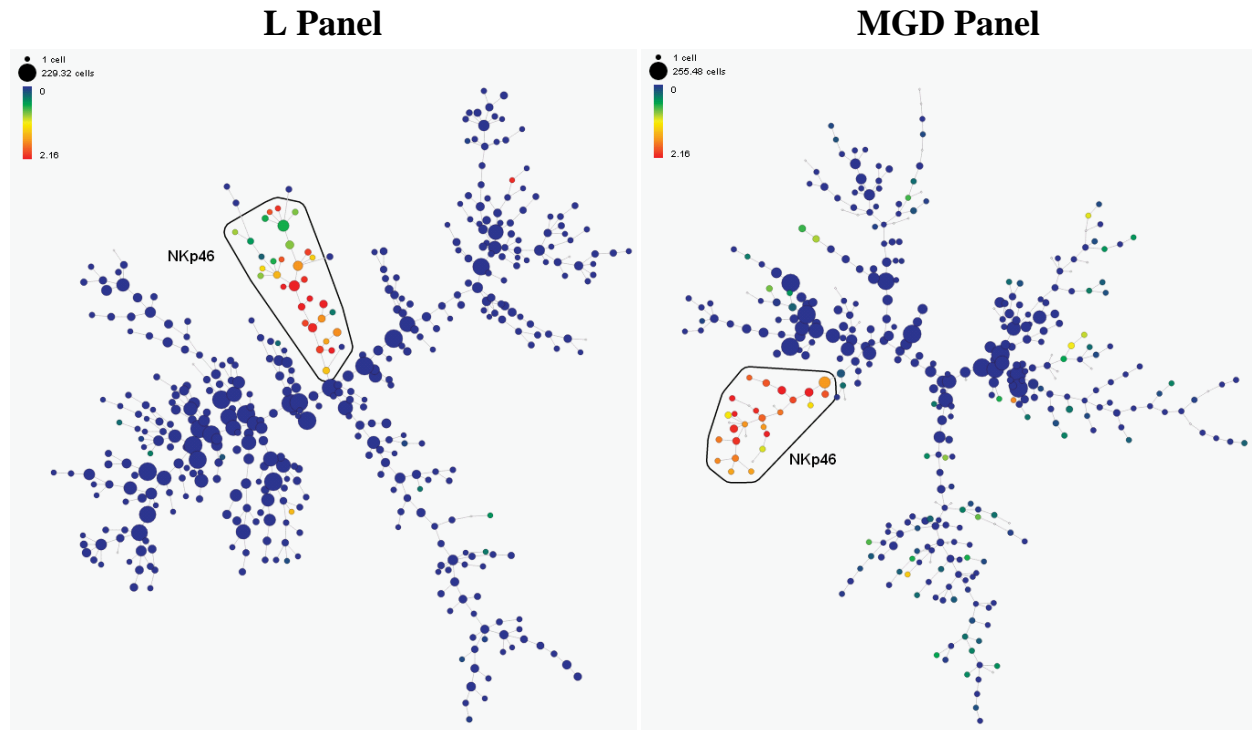 L Panel
MGD Panel
1 cell
229.32 cells
0
2.16
NKp46
1 cell
255.48 cells
0
2.16
NKp46